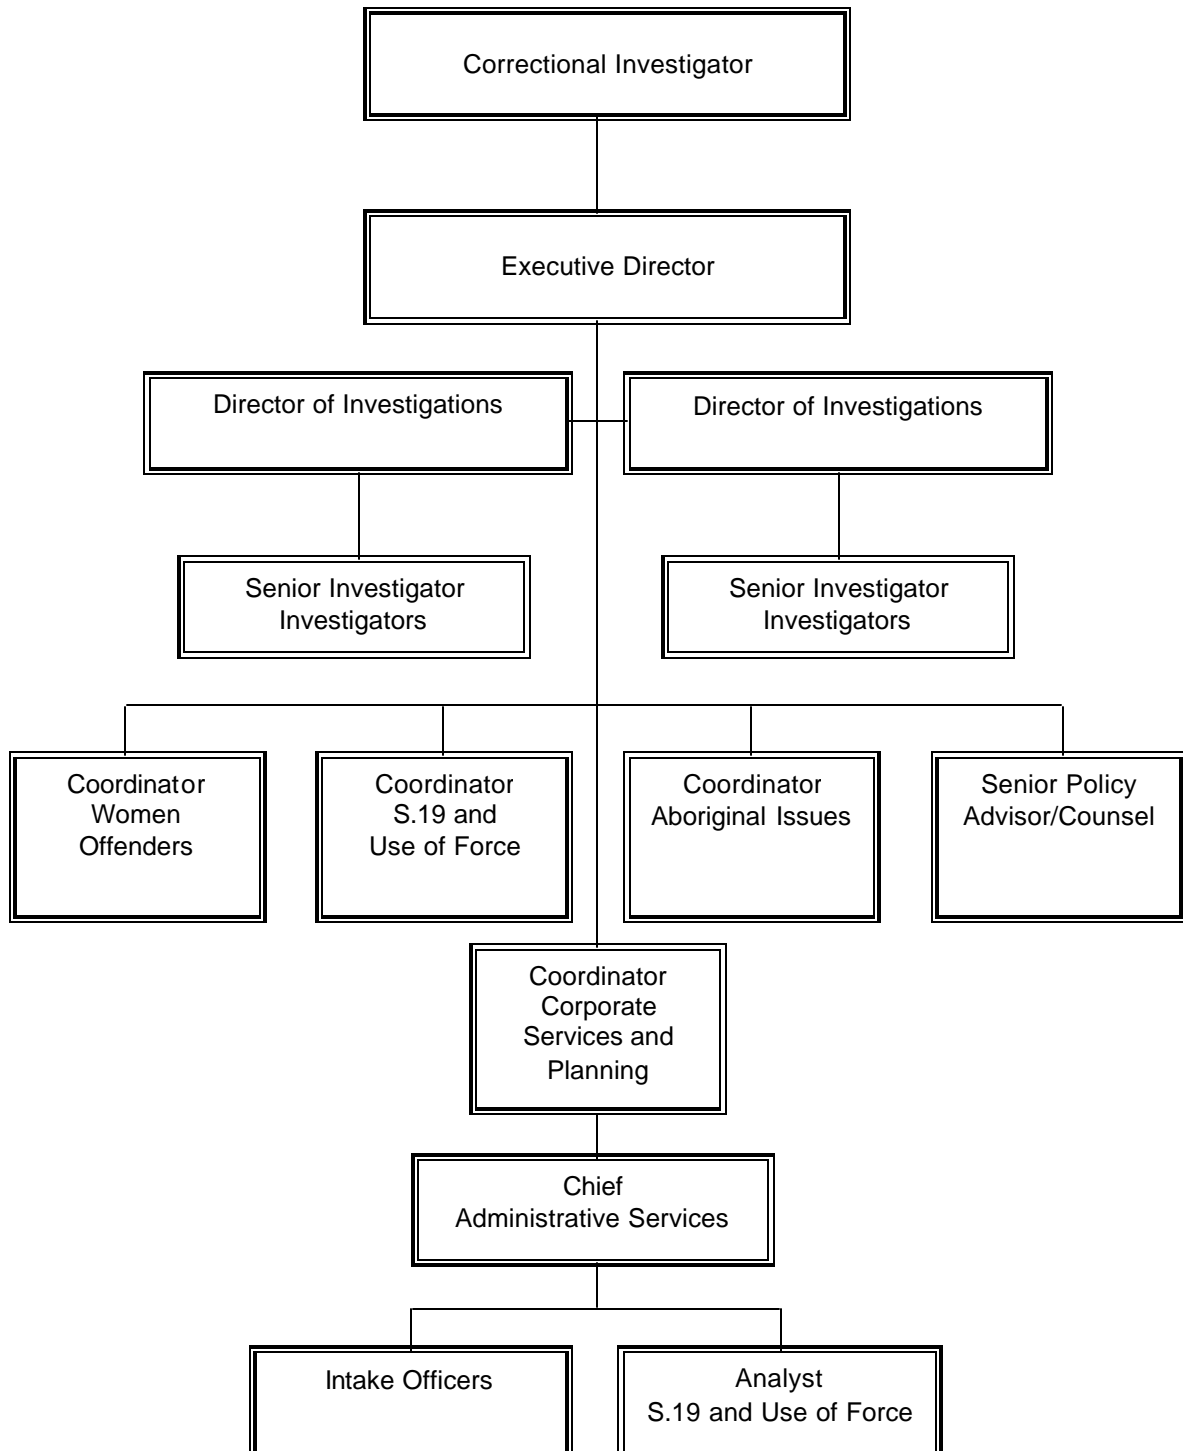 Correctional Investigator
Executive Director
Director of Investigations
Director of Investigations
Senior Investigator
Investigators
Senior Investigator
Investigators
Coordinator
Women
Offenders
Coordinator
S.19 and
Use of Force
Coordinator
Aboriginal Issues
Senior Policy
Advisor/Counsel
Coordinator
Corporate
Services and
Planning
Chief
Administrative Services
Intake Officers
Analyst
S.19 and Use of Force